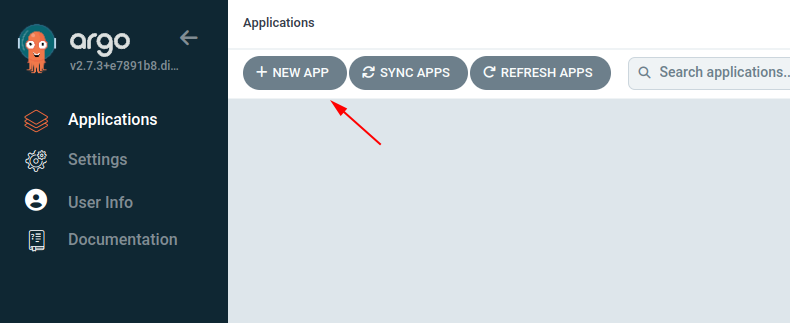 argo
v2.7.3+e7891b8.di...
Applications
Settings
User Info
Documentation
Applications
NEW APP
SYNC APPS
REFRESH APPS
Search applications...